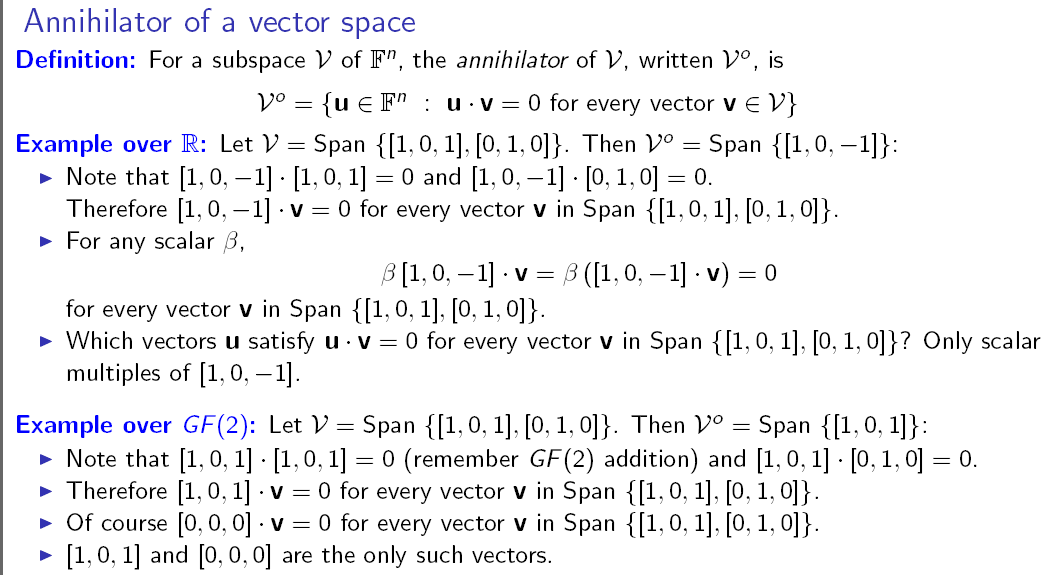 Annihilator of a vector space
Definition: For a subspace 𝒱 of 𝔽ⁿ, the annihilator of 𝒱, written 𝒱ᵒ, is
𝒱ᵒ = {u ∈ 𝔽ⁿ : u · v = 0 for every vector v ∈ 𝒱}
Example over ℝ: Let 𝒱 = Span {[1, 0, 1], [0, 1, 0]}. Then 𝒱ᵒ = Span {[1, 0, −1]}:
▶ Note that [1, 0, −1] · [1, 0, 1] = 0 and [1, 0, −1] · [0, 1, 0] = 0.
Therefore [1, 0, −1] · v = 0 for every vector v in Span {[1, 0, 1], [0, 1, 0]}.
▶ For any scalar β,
β [1, 0, −1] · v = β ([1, 0, −1] · v) = 0
for every vector v in Span {[1, 0, 1], [0, 1, 0]}.
▶ Which vectors u satisfy u · v = 0 for every vector v in Span {[1, 0, 1], [0, 1, 0]}? Only scalar
multiples of [1, 0, −1].
Example over GF(2): Let 𝒱 = Span {[1, 0, 1], [0, 1, 0]}. Then 𝒱ᵒ = Span {[1, 0, 1]}:
▶ Note that [1, 0, 1] · [1, 0, 1] = 0 (remember GF(2) addition) and [1, 0, 1] · [0, 1, 0] = 0.
▶ Therefore [1, 0, 1] · v = 0 for every vector v in Span {[1, 0, 1], [0, 1, 0]}.
▶ Of course [0, 0, 0] · v = 0 for every vector v in Span {[1, 0, 1], [0, 1, 0]}.
▶ [1, 0, 1] and [0, 0, 0] are the only such vectors.